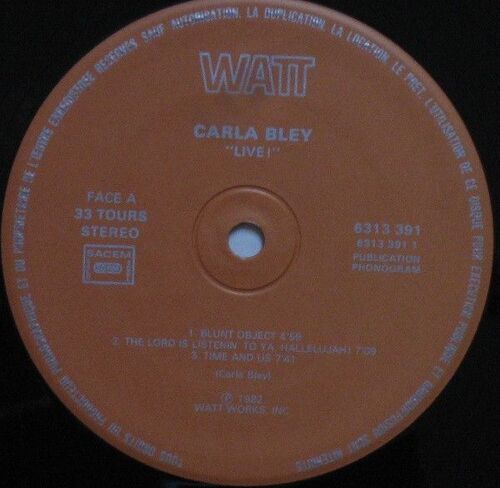 WATT
CARLA BLEY
"LIVE!"
FACE A
33 TOURS
STEREO
SACEM
6313 391
6313 391 1
PUBLICATION
PHONOGRAM
1. BLUNT OBJECT 4'59
2. THE LORD IS LISTENIN' TO YA, HALLELUJAH! 7'09
3. TIME AND US 7'41
(Carla Bley)
Ⓟ 1982
WATT WORKS, INC
TOUS DROITS DU PRODUCTEUR PHONOGRAPHIQUE ET DU PROPRIETAIRE DE L'OEUVRE ENREGISTREE RESERVES. SAUF AUTORISATION, LA DUPLICATION, LA LOCATION, LE PRET, L'UTILISATION DE CE DISQUE POUR EXECUTION PUBLIQUE ET RADIODIFFUSION SONT INTERDITS